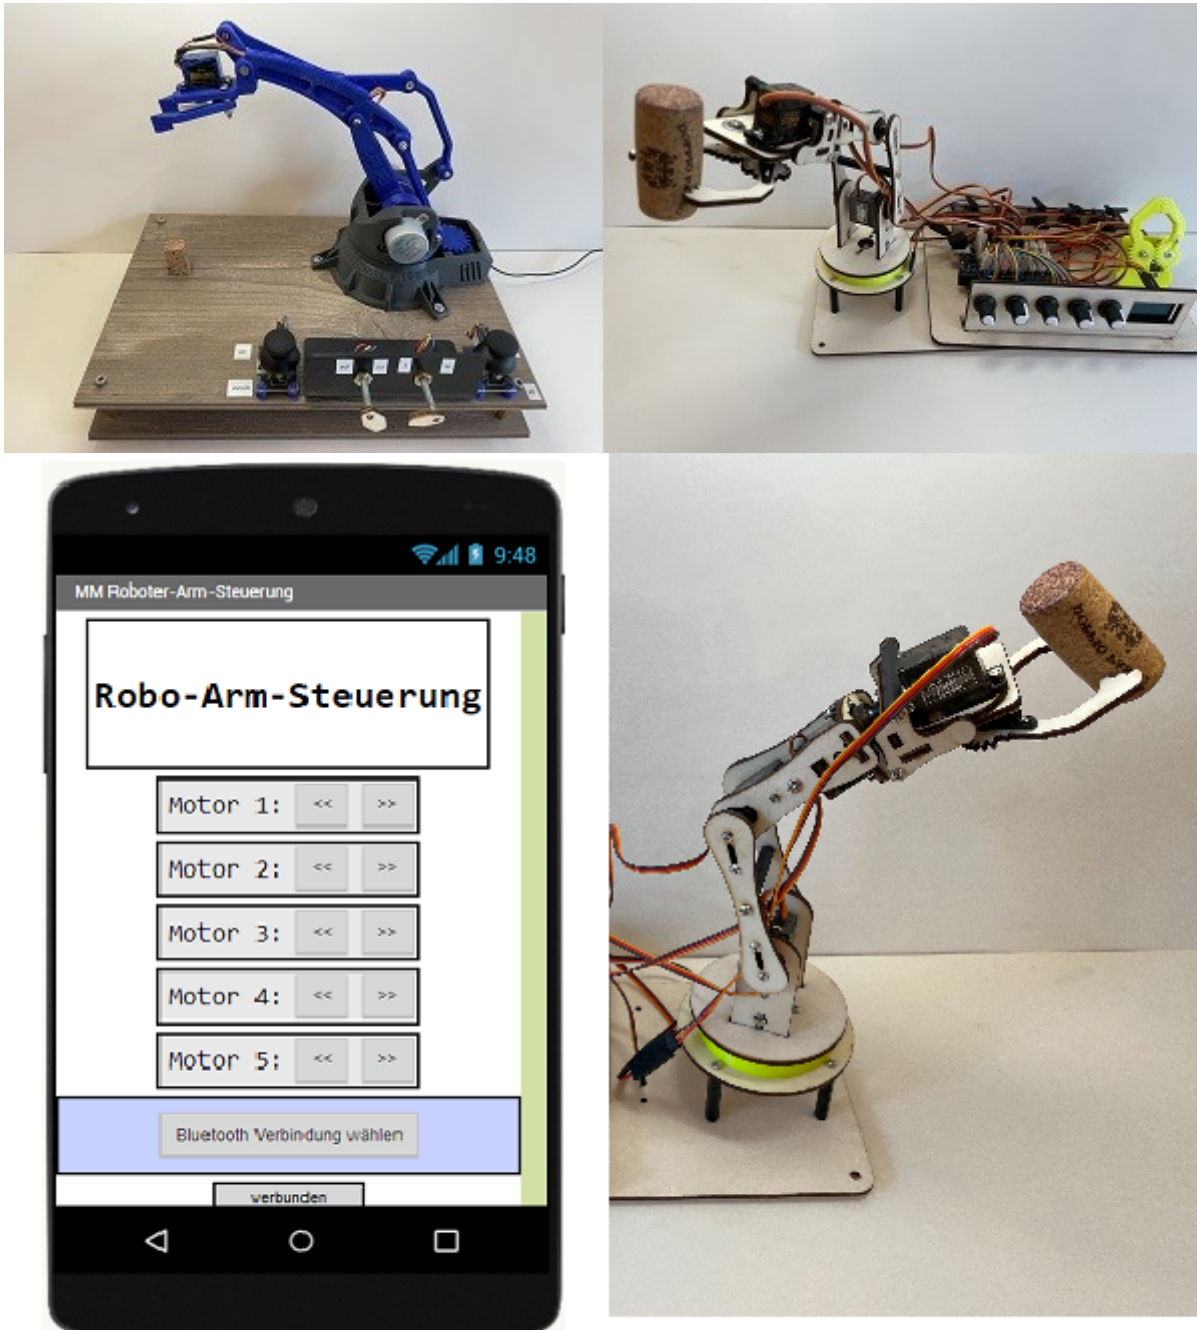 9:48
MM Roboter-Arm-Steuerung
Robo-Arm-Steuerung
Motor 1: << >>
Motor 2: << >>
Motor 3: << >>
Motor 4: << >>
Motor 5: << >>
Bluetooth Verbindung wählen
verbunden